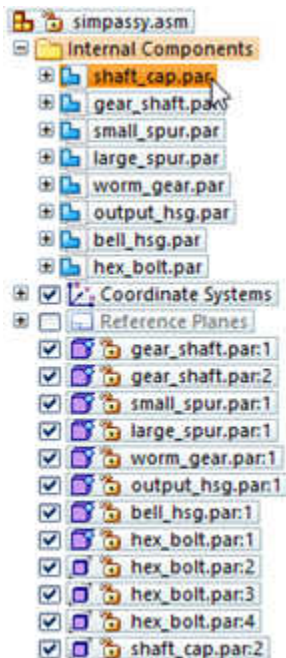 simpassy.asm
Internal Components
shaft_cap.par
gear_shaft.par
small_spur.par
large_spur.par
worm_gear.par
output_hsg.par
bell_hsg.par
hex_bolt.par
Coordinate Systems
Reference Planes
gear_shaft.par:1
gear_shaft.par:2
small_spur.par:1
large_spur.par:1
worm_gear.par:1
output_hsg.par:1
bell_hsg.par:1
hex_bolt.par:1
hex_bolt.par:2
hex_bolt.par:3
hex_bolt.par:4
shaft_cap.par:2